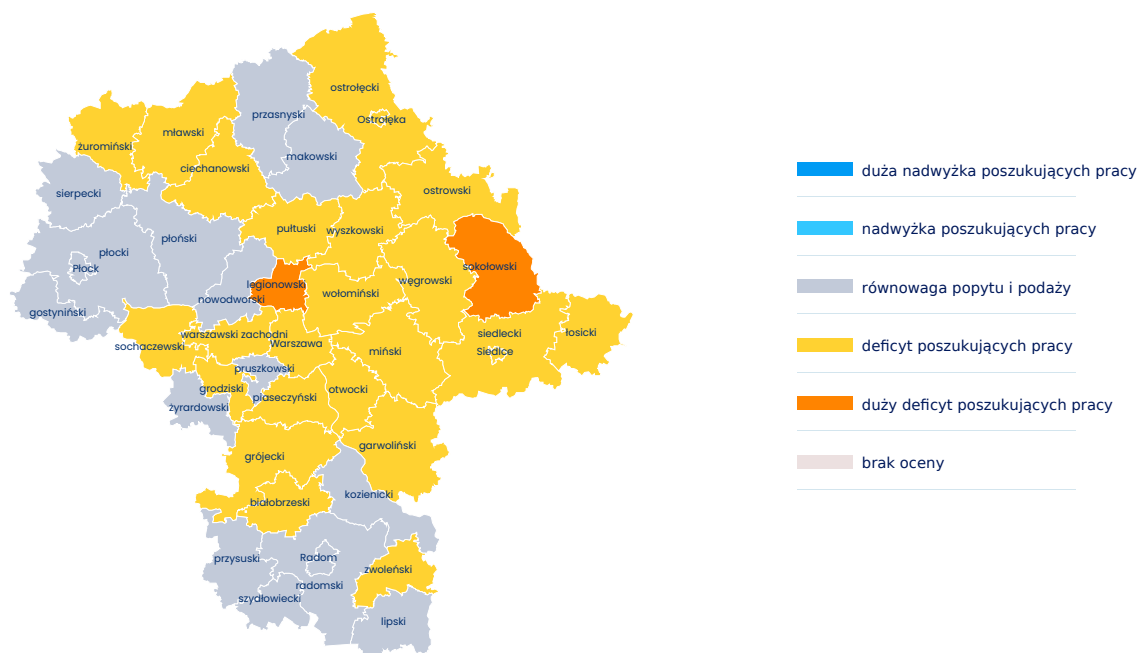 ostrołęcki
przasnyski
Ostrołęka
mławski
żuromiński
makowski
ciechanowski
sierpecki
ostrowski
pułtuski
wyszkowski
płoński
płocki
Płock
sokołowski
węgrowski
legionowski
wołomiński
nowodworski
gostyniński
warszawski zachodni
siedlecki
łosicki
sochaczewski
Warszawa
miński
Siedlce
pruszkowski
grodziski
otwocki
piaseczyński
żyrardowski
garwoliński
grójecki
kozienicki
białobrzeski
przysuski
Radom
zwoleński
radomski
szydłowiecki
lipski
duża nadwyżka poszukujących pracy
nadwyżka poszukujących pracy
równowaga popytu i podaży
deficyt poszukujących pracy
duży deficyt poszukujących pracy
brak oceny